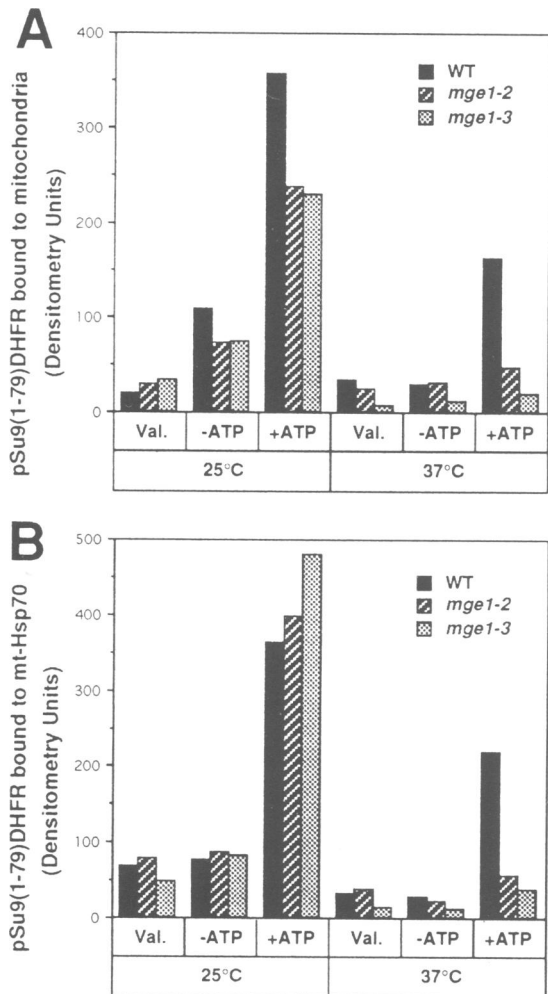 A
pSu9(1-79)DHFR bound to mitochondria
(Densitometry Units)
400
300
200
100
0
WT
mge1-2
mge1-3
Val. -ATP +ATP Val. -ATP +ATP
25°C 37°C
B
pSu9(1-79)DHFR bound to mt-Hsp70
(Densitometry Units)
500
400
300
200
100
0
WT
mge1-2
mge1-3
Val. -ATP +ATP Val. -ATP +ATP
25°C 37°C